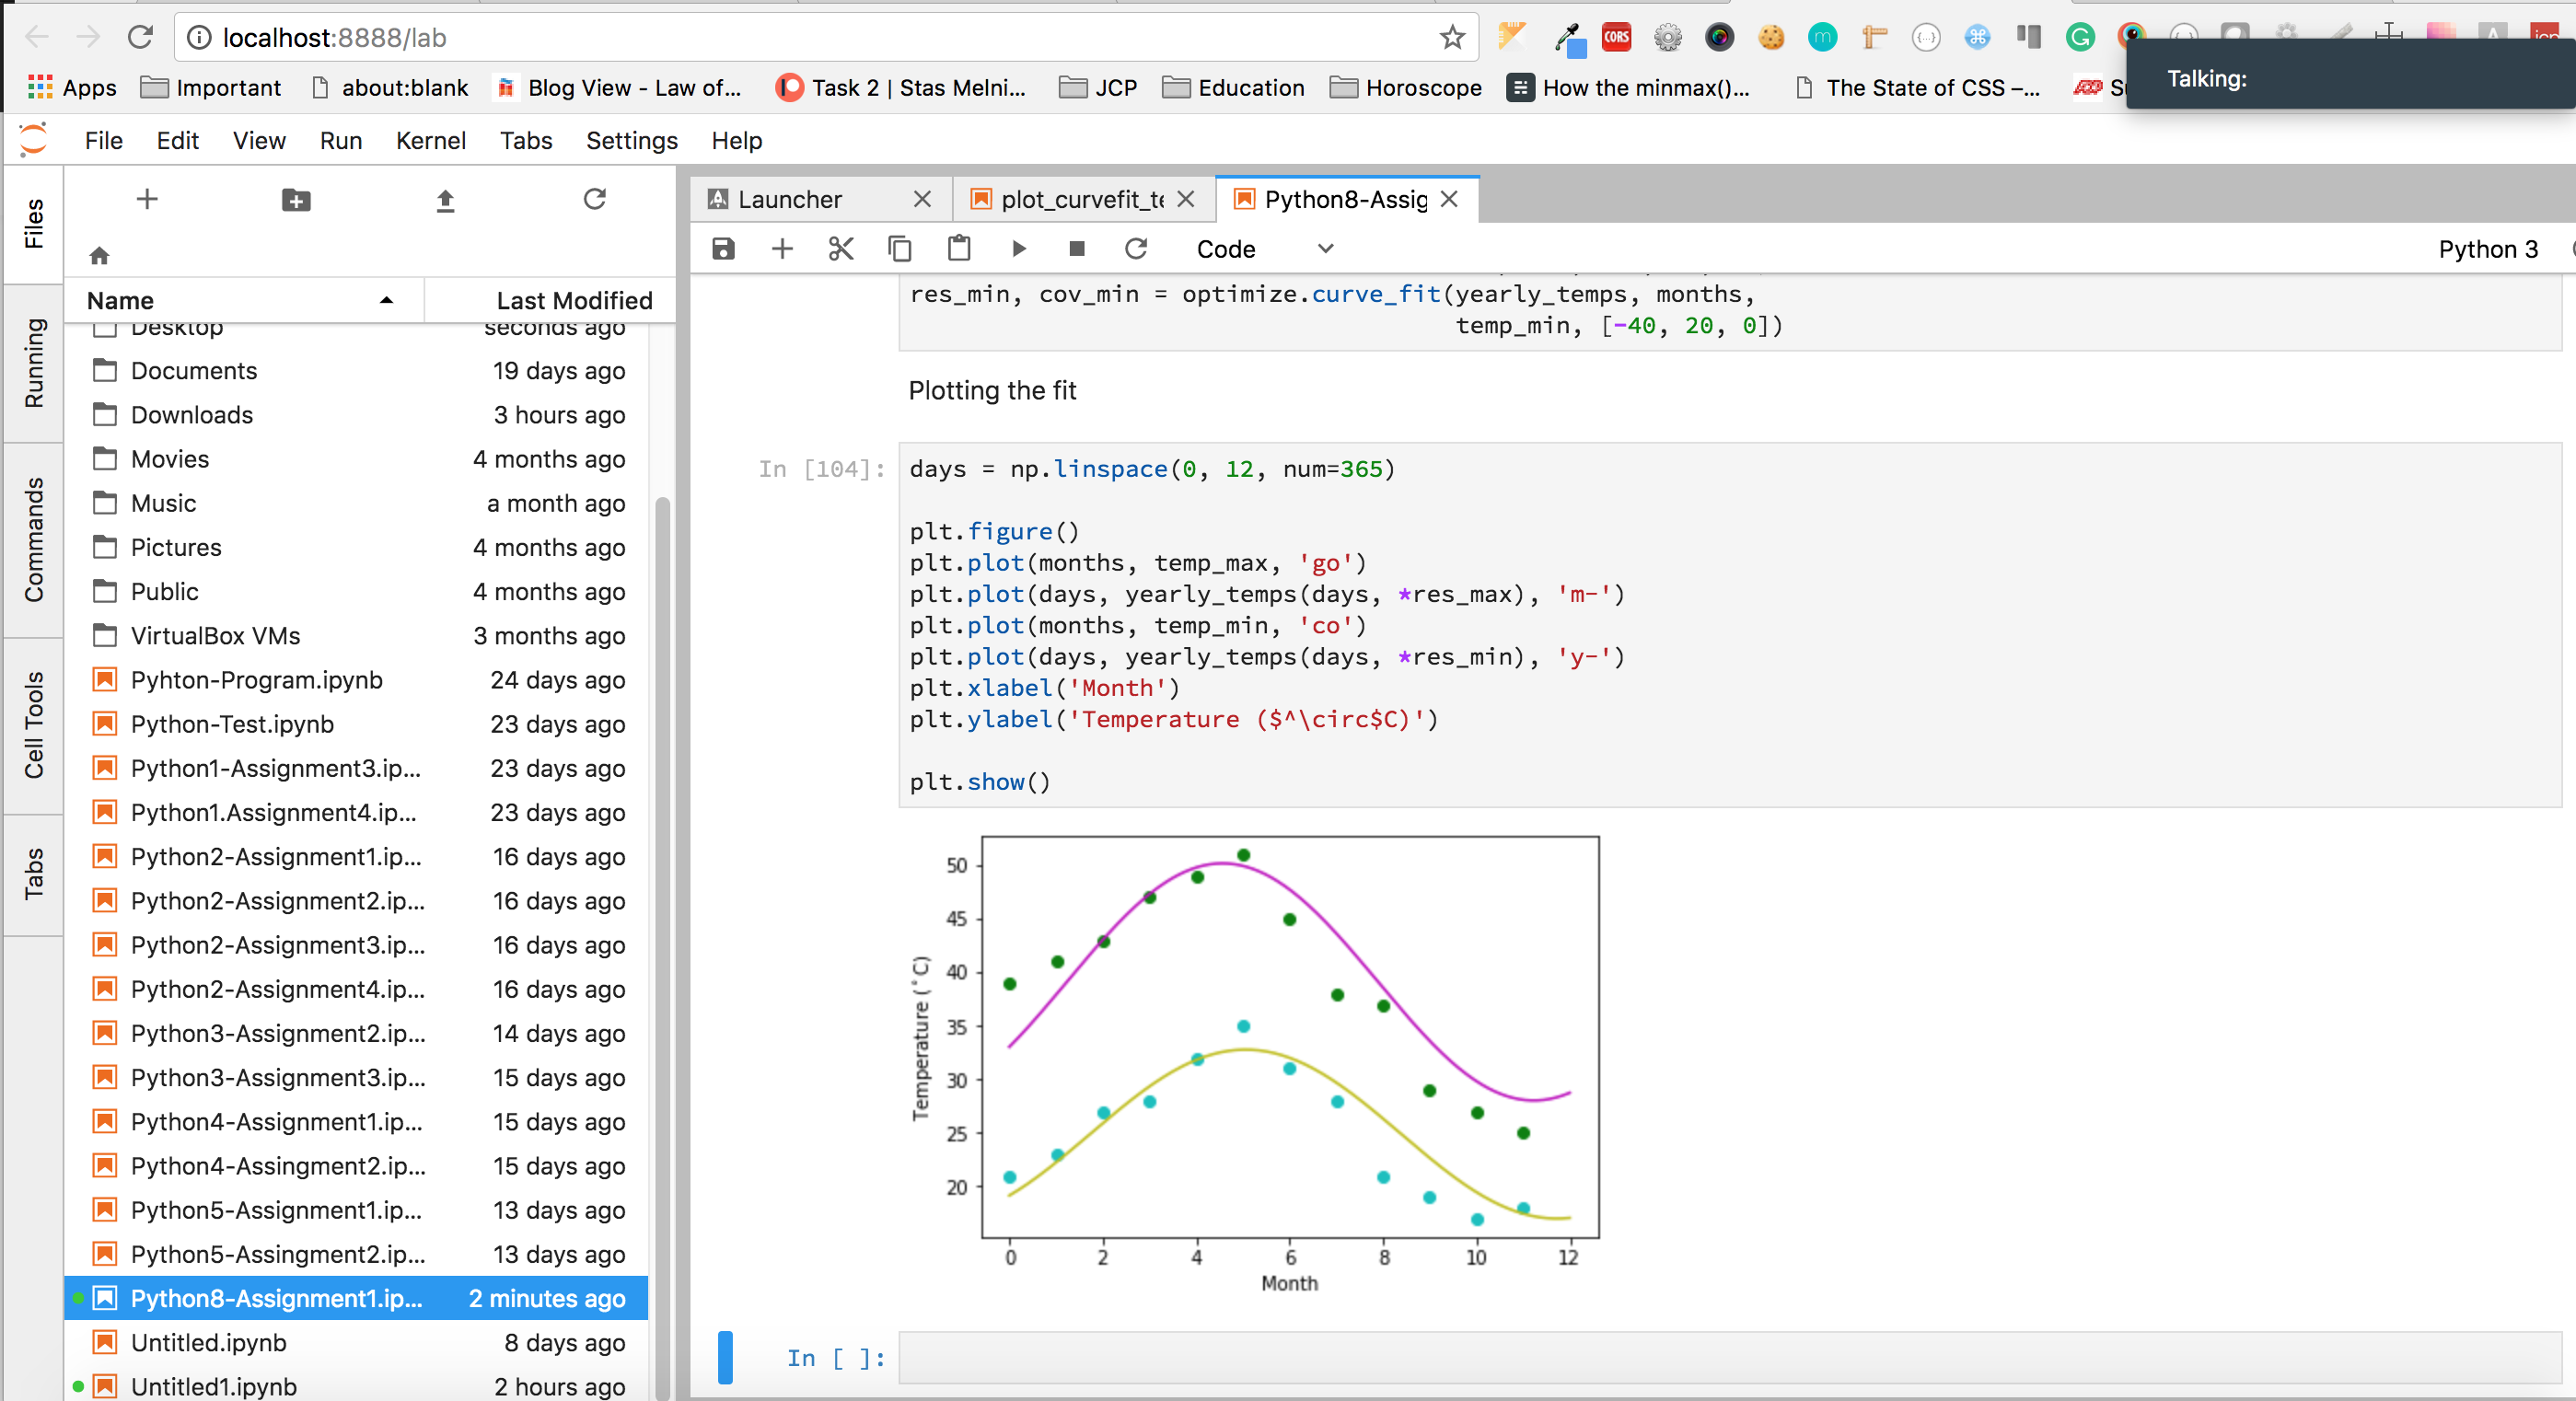 localhost:8888/lab
Apps Important about:blank Blog View - Law of... Task 2 | Stas Melni... JCP Education Horoscope How the minmax()... The State of CSS –...
Talking:
File Edit View Run Kernel Tabs Settings Help
Files
Running
Commands
Cell Tools
Tabs
Name Last Modified
Desktop seconds ago
Documents 19 days ago
Downloads 3 hours ago
Movies 4 months ago
Music a month ago
Pictures 4 months ago
Public 4 months ago
VirtualBox VMs 3 months ago
Pyhton-Program.ipynb 24 days ago
Python-Test.ipynb 23 days ago
Python1-Assignment3.ip... 23 days ago
Python1.Assignment4.ip... 23 days ago
Python2-Assignment1.ip... 16 days ago
Python2-Assignment2.ip... 16 days ago
Python2-Assignment3.ip... 16 days ago
Python2-Assignment4.ip... 16 days ago
Python3-Assignment2.ip... 14 days ago
Python3-Assignment3.ip... 15 days ago
Python4-Assignment1.ip... 15 days ago
Python4-Assingment2.ip... 15 days ago
Python5-Assignment1.ip... 13 days ago
Python5-Assingment2.ip... 13 days ago
Python8-Assignment1.ip... 2 minutes ago
Untitled.ipynb 8 days ago
Untitled1.ipynb 2 hours ago
Launcher plot_curvefit_te Python8-Assig
Code Python 3
res_min, cov_min = optimize.curve_fit(yearly_temps, months,
temp_min, [-40, 20, 0])
Plotting the fit
In [104]: days = np.linspace(0, 12, num=365)
plt.figure()
plt.plot(months, temp_max, 'go')
plt.plot(days, yearly_temps(days, *res_max), 'm-')
plt.plot(months, temp_min, 'co')
plt.plot(days, yearly_temps(days, *res_min), 'y-')
plt.xlabel('Month')
plt.ylabel('Temperature ($^\circ$C)')
plt.show()
Temperature (°C)
50
45
40
35
30
25
20
0 2 4 6 8 10 12
Month
In [ ]: